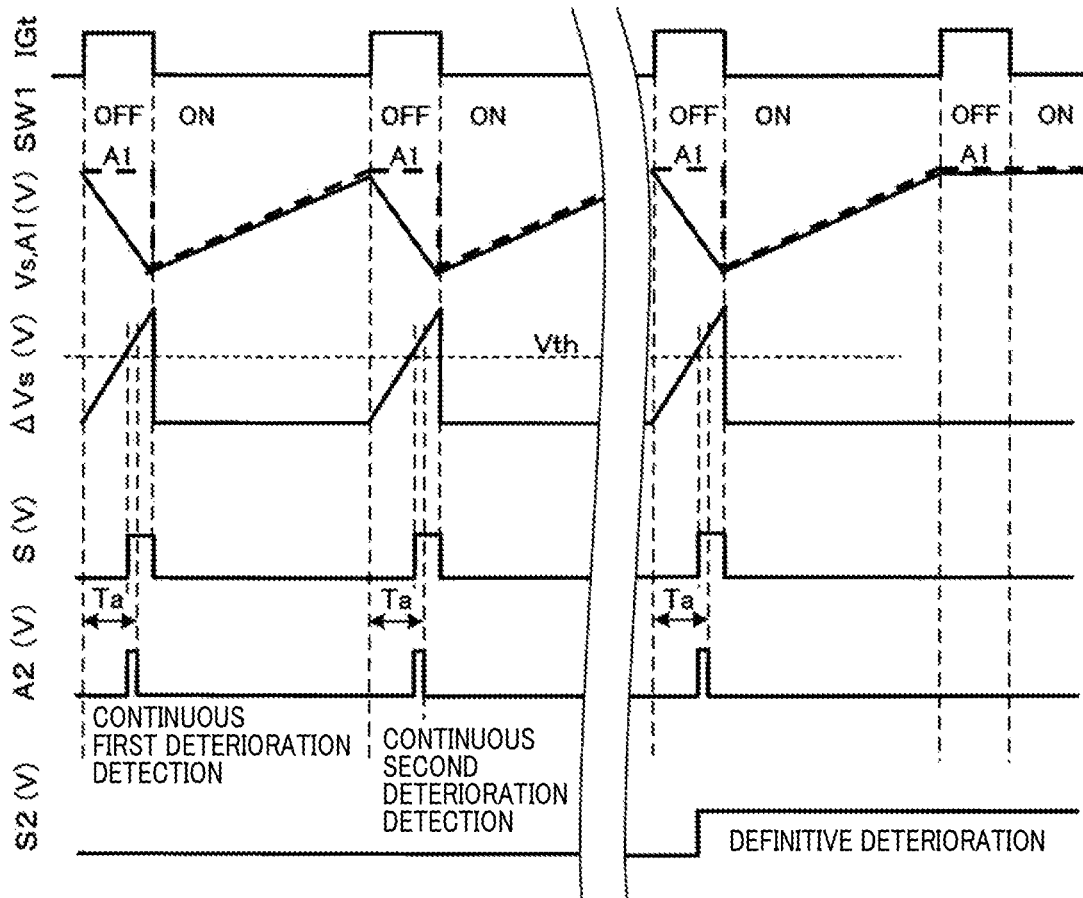 IGt
SW1
OFF ON OFF ON OFF ON OFF ON
Vs,A1 (V)
A1 A1 A1 A1
ΔVs (V)
Vth
S (V)
Ta Ta Ta
A2 (V)
CONTINUOUS
FIRST DETERIORATION
DETECTION
CONTINUOUS
SECOND
DETERIORATION
DETECTION
S2 (V)
DEFINITIVE DETERIORATION